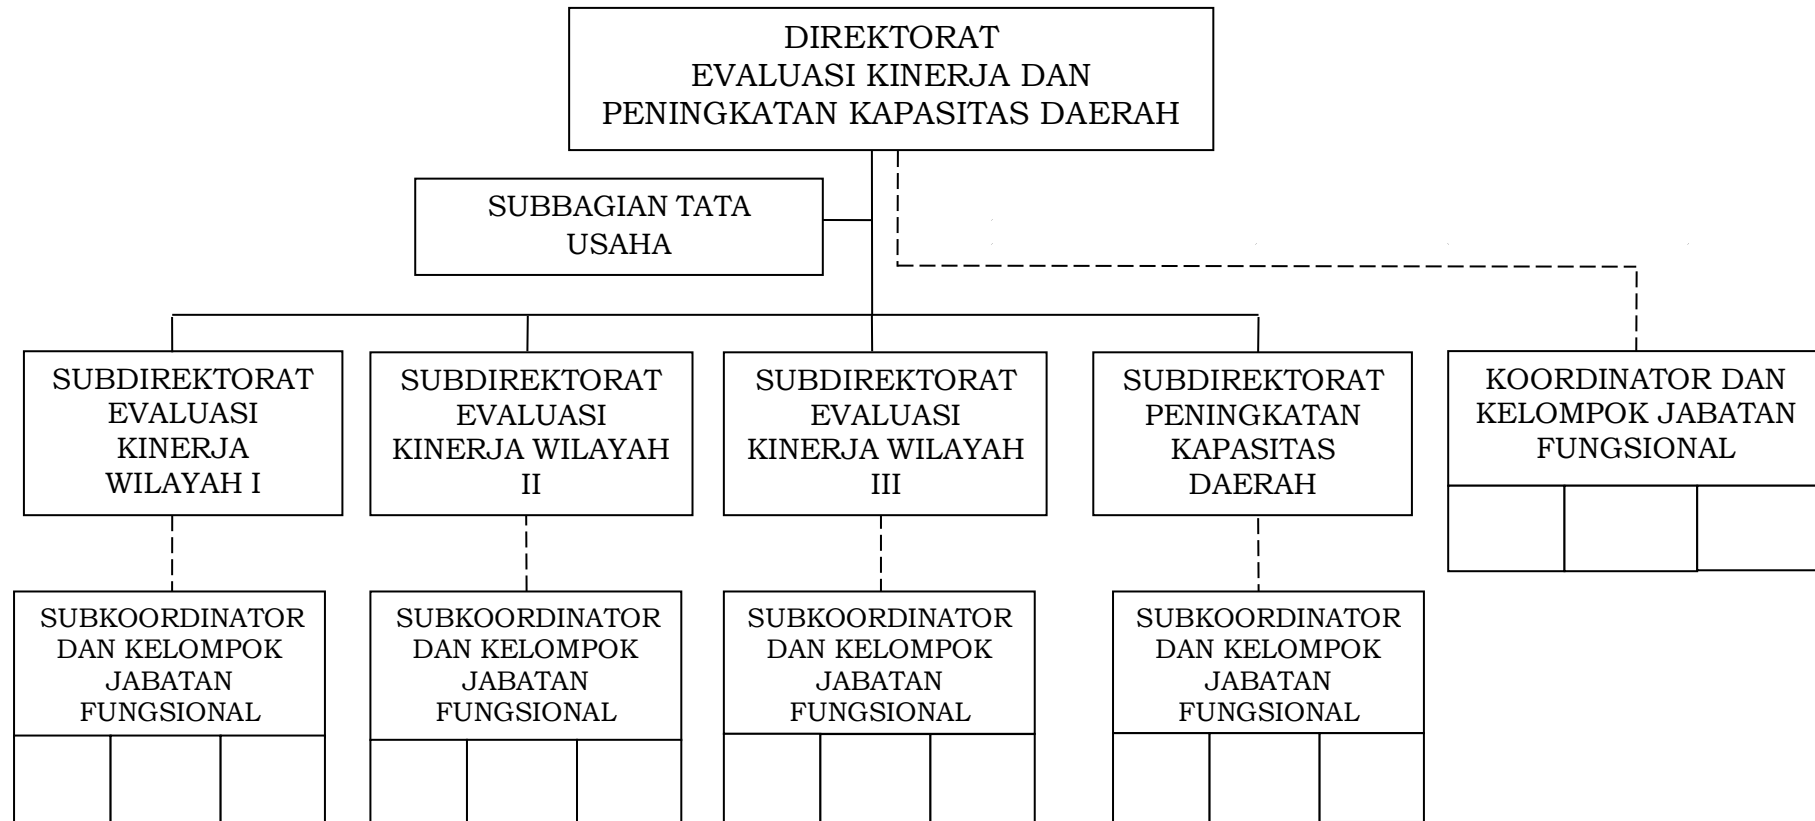 DIREKTORAT
EVALUASI KINERJA DAN
PENINGKATAN KAPASITAS DAERAH
SUBBAGIAN TATA
USAHA
SUBDIREKTORAT
EVALUASI
KINERJA
WILAYAH I
SUBDIREKTORAT
EVALUASI
KINERJA WILAYAH
II
SUBDIREKTORAT
EVALUASI
KINERJA WILAYAH
III
SUBDIREKTORAT
PENINGKATAN
KAPASITAS
DAERAH
KOORDINATOR DAN
KELOMPOK JABATAN
FUNGSIONAL
SUBKOORDINATOR
DAN KELOMPOK
JABATAN
FUNGSIONAL
SUBKOORDINATOR
DAN KELOMPOK
JABATAN
FUNGSIONAL
SUBKOORDINATOR
DAN KELOMPOK
JABATAN
FUNGSIONAL
SUBKOORDINATOR
DAN KELOMPOK
JABATAN
FUNGSIONAL